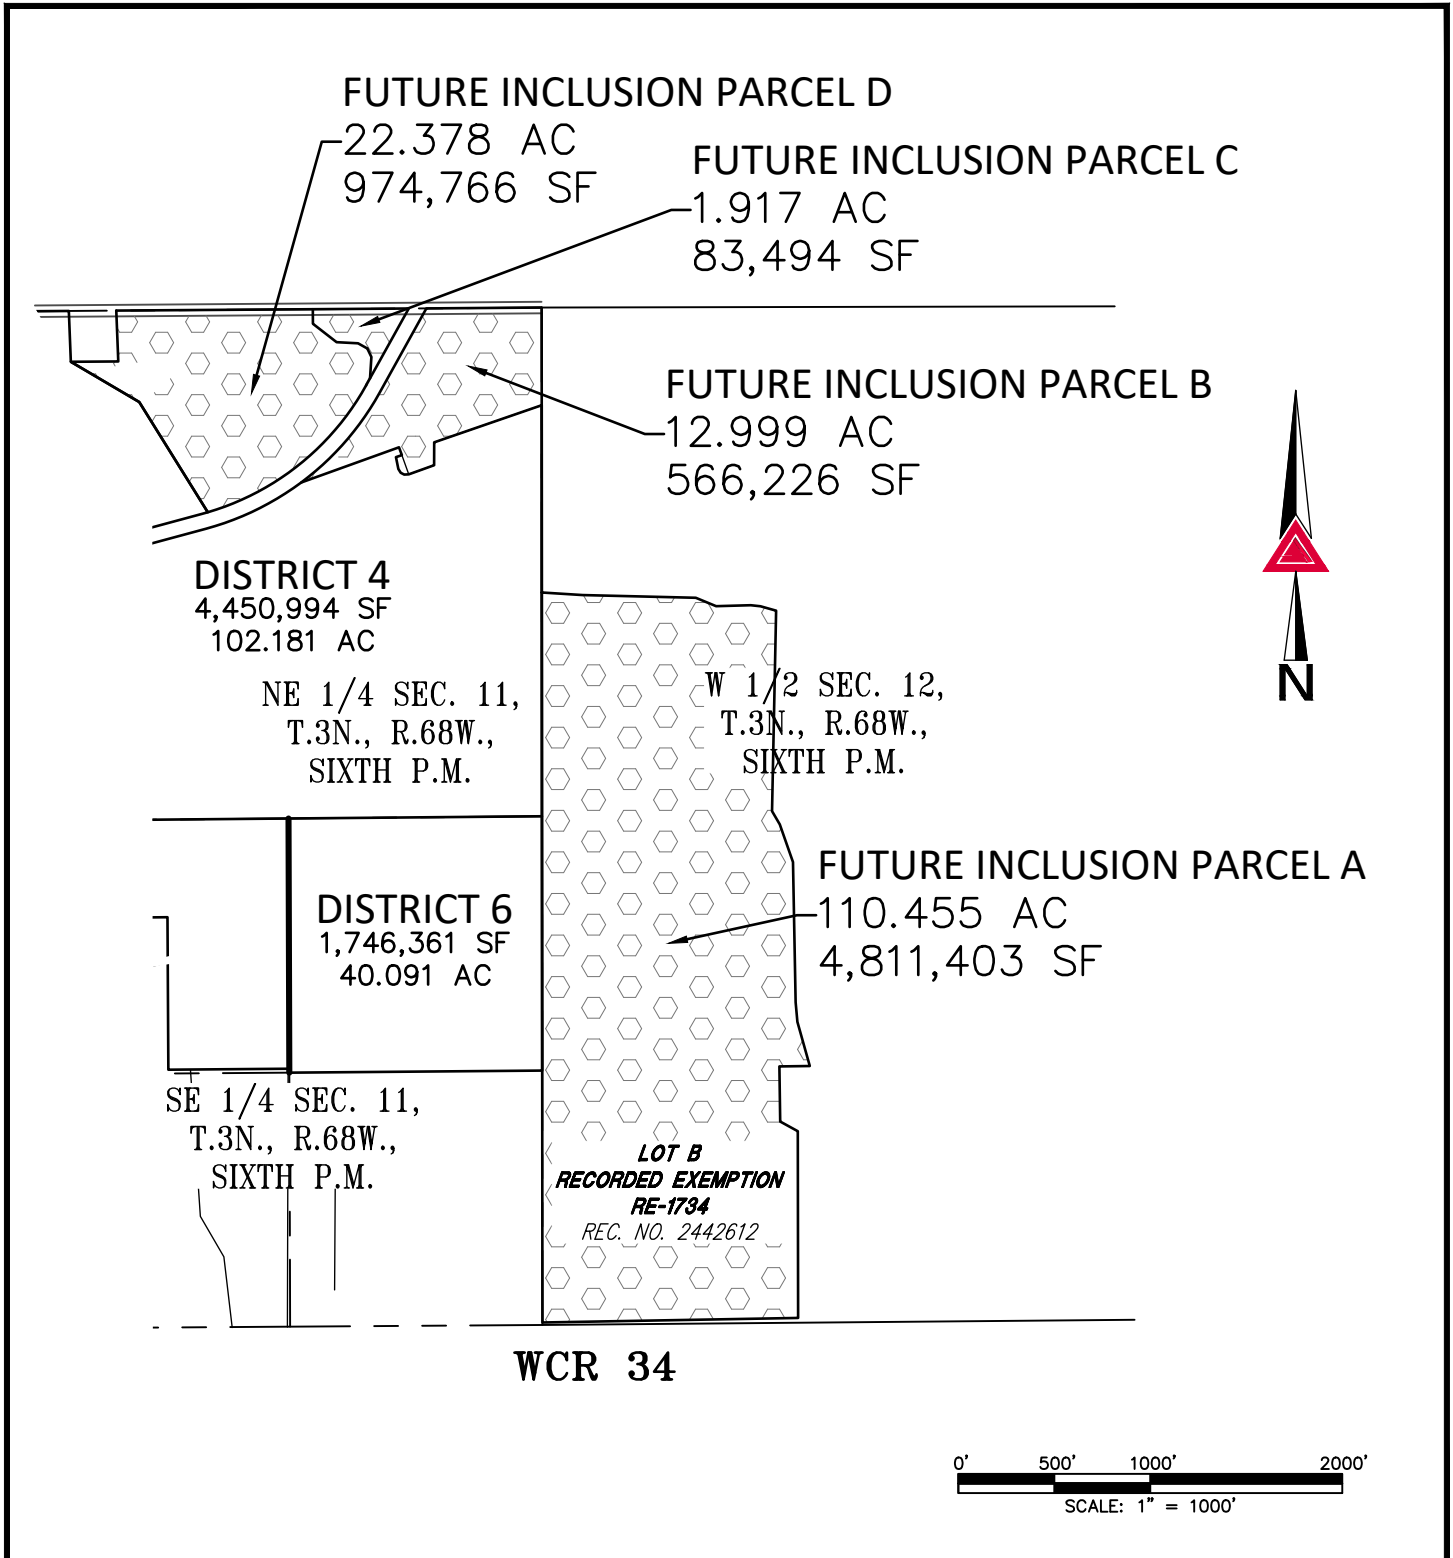 FUTURE INCLUSION PARCEL D
22.378 AC
974,766 SF
FUTURE INCLUSION PARCEL C
1.917 AC
83,494 SF
FUTURE INCLUSION PARCEL B
12.999 AC
566,226 SF
DISTRICT 4
4,450,994 SF
102.181 AC
NE 1/4 SEC. 11,
T.3N., R.68W.,
SIXTH P.M.
W 1/2 SEC. 12,
T.3N., R.68W.,
SIXTH P.M.
N
FUTURE INCLUSION PARCEL A
110.455 AC
4,811,403 SF
DISTRICT 6
1,746,361 SF
40.091 AC
SE 1/4 SEC. 11,
T.3N., R.68W.,
SIXTH P.M.
LOT B
RECORDED EXEMPTION
RE-1734
REC. NO. 2442612
WCR 34
0' 500' 1000' 2000'
SCALE: 1" = 1000'